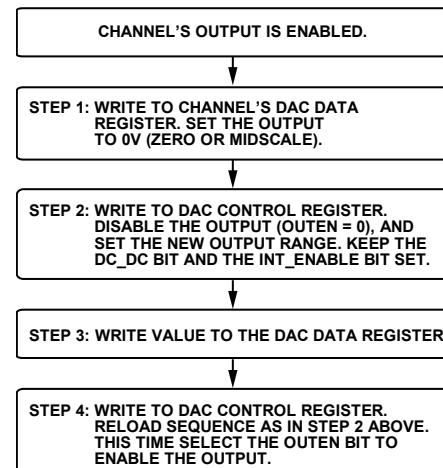 CHANNEL'S OUTPUT IS ENABLED.
STEP 1: WRITE TO CHANNEL'S DAC DATA
REGISTER. SET THE OUTPUT
TO 0V (ZERO OR MIDSCALE).
STEP 2: WRITE TO DAC CONTROL REGISTER.
DISABLE THE OUTPUT (OUTEN = 0), AND
SET THE NEW OUTPUT RANGE. KEEP THE
DC_DC BIT AND THE INT_ENABLE BIT SET.
STEP 3: WRITE VALUE TO THE DAC DATA REGISTER
STEP 4: WRITE TO DAC CONTROL REGISTER.
RELOAD SEQUENCE AS IN STEP 2 ABOVE.
THIS TIME SELECT THE OUTEN BIT TO
ENABLE THE OUTPUT.